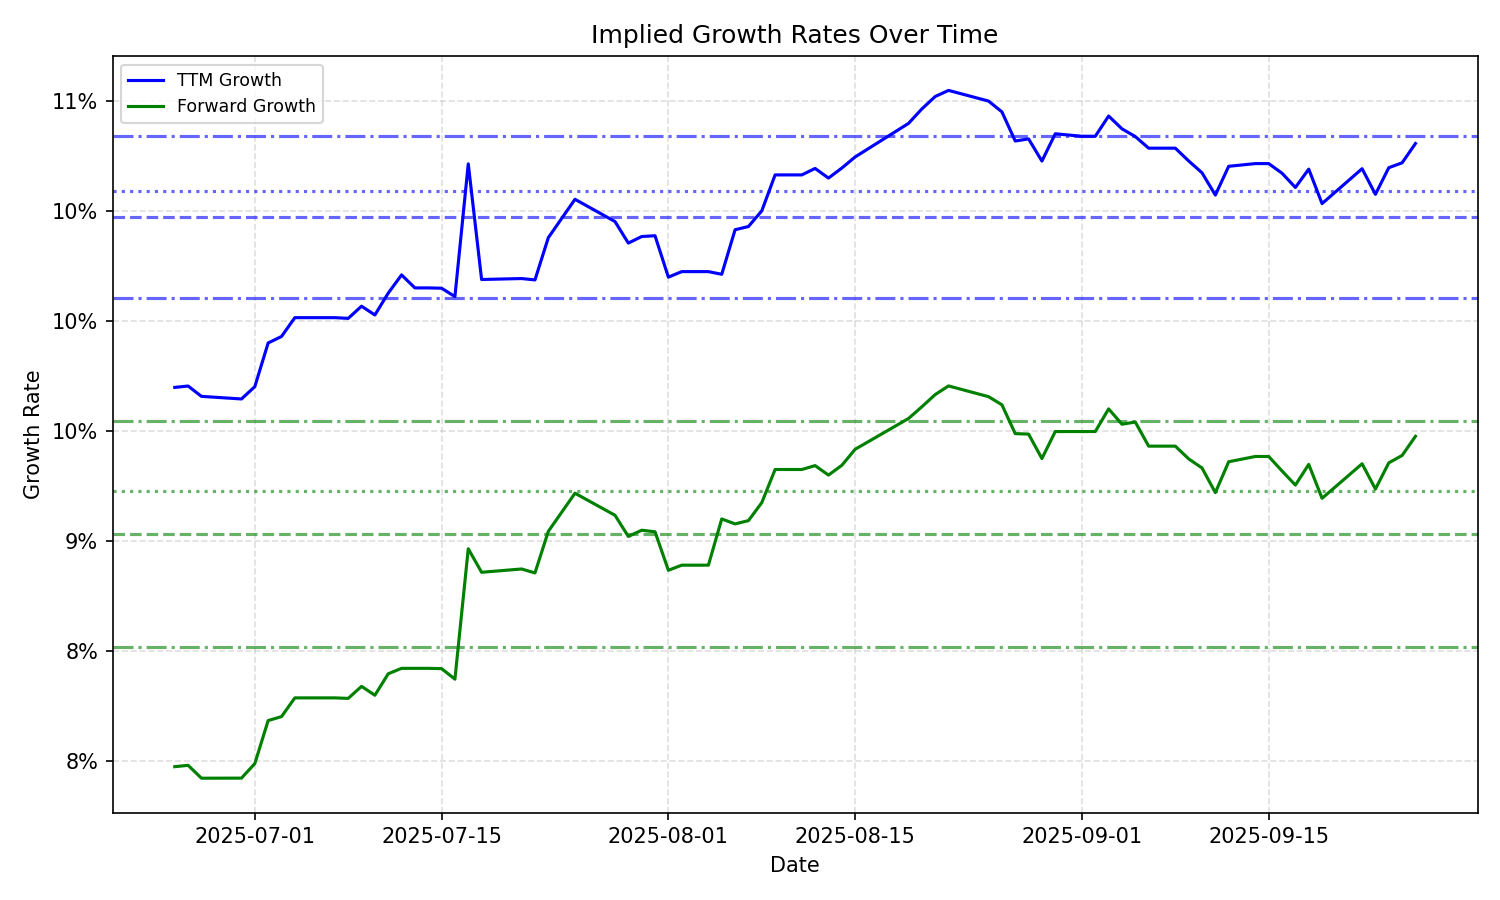 Implied Growth Rates Over Time
TTM Growth
Forward Growth
11%
10%
10%
10%
9%
8%
8%
Growth Rate
2025-07-01
2025-07-15
2025-08-01
2025-08-15
2025-09-01
2025-09-15
Date